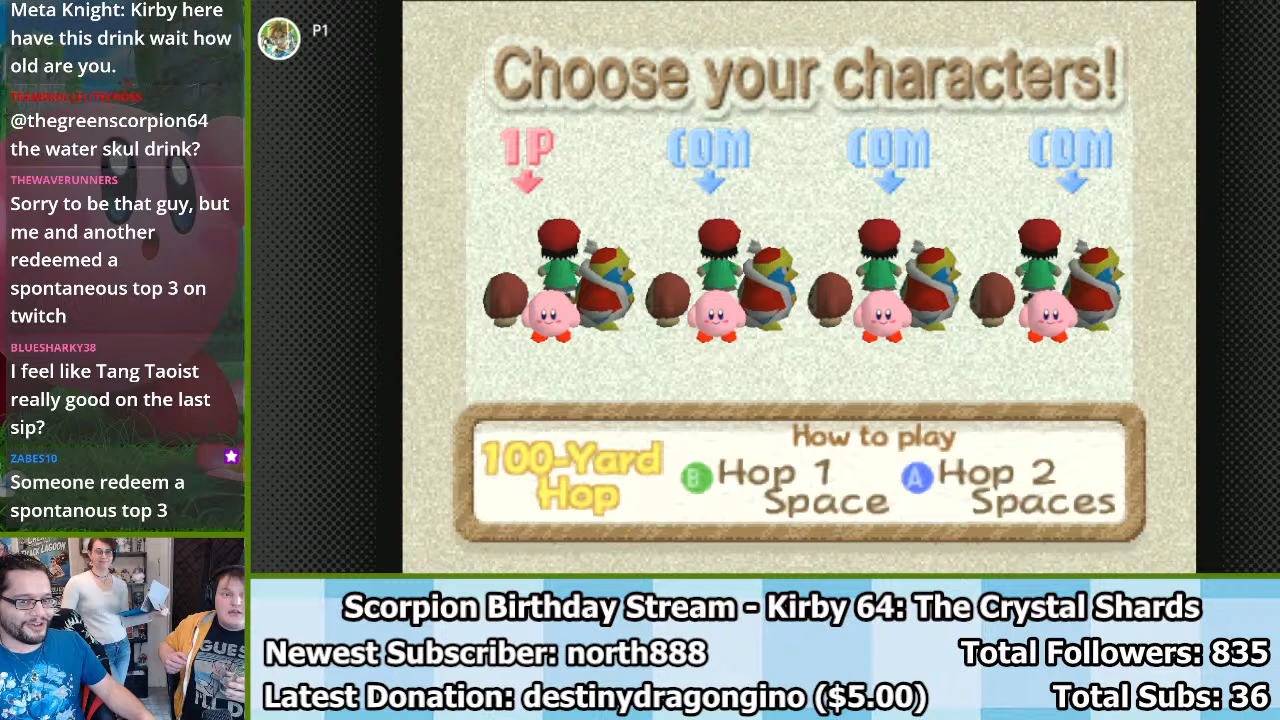 Meta Knight: Kirby here
have this drink wait how
old are you.
@thegreenscorpion64
the water skul drink?
THEWAVERUNNERS
Sorry to be that guy, but
me and another
redeemed a
spontaneous top 3 on
twitch
BLUESHARKY38
I feel like Tang Taoist
really good on the last
sip?
ZABES10
Someone redeem a
spontanous top 3
P1
Choose your characters!
1P COM COM COM
How to play
100-Yard
Hop
B Hop 1
Space
A Hop 2
Spaces
Scorpion Birthday Stream - Kirby 64: The Crystal Shards
Newest Subscriber: north888
Total Followers: 835
Latest Donation: destinydragongino ($5.00)
Total Subs: 36